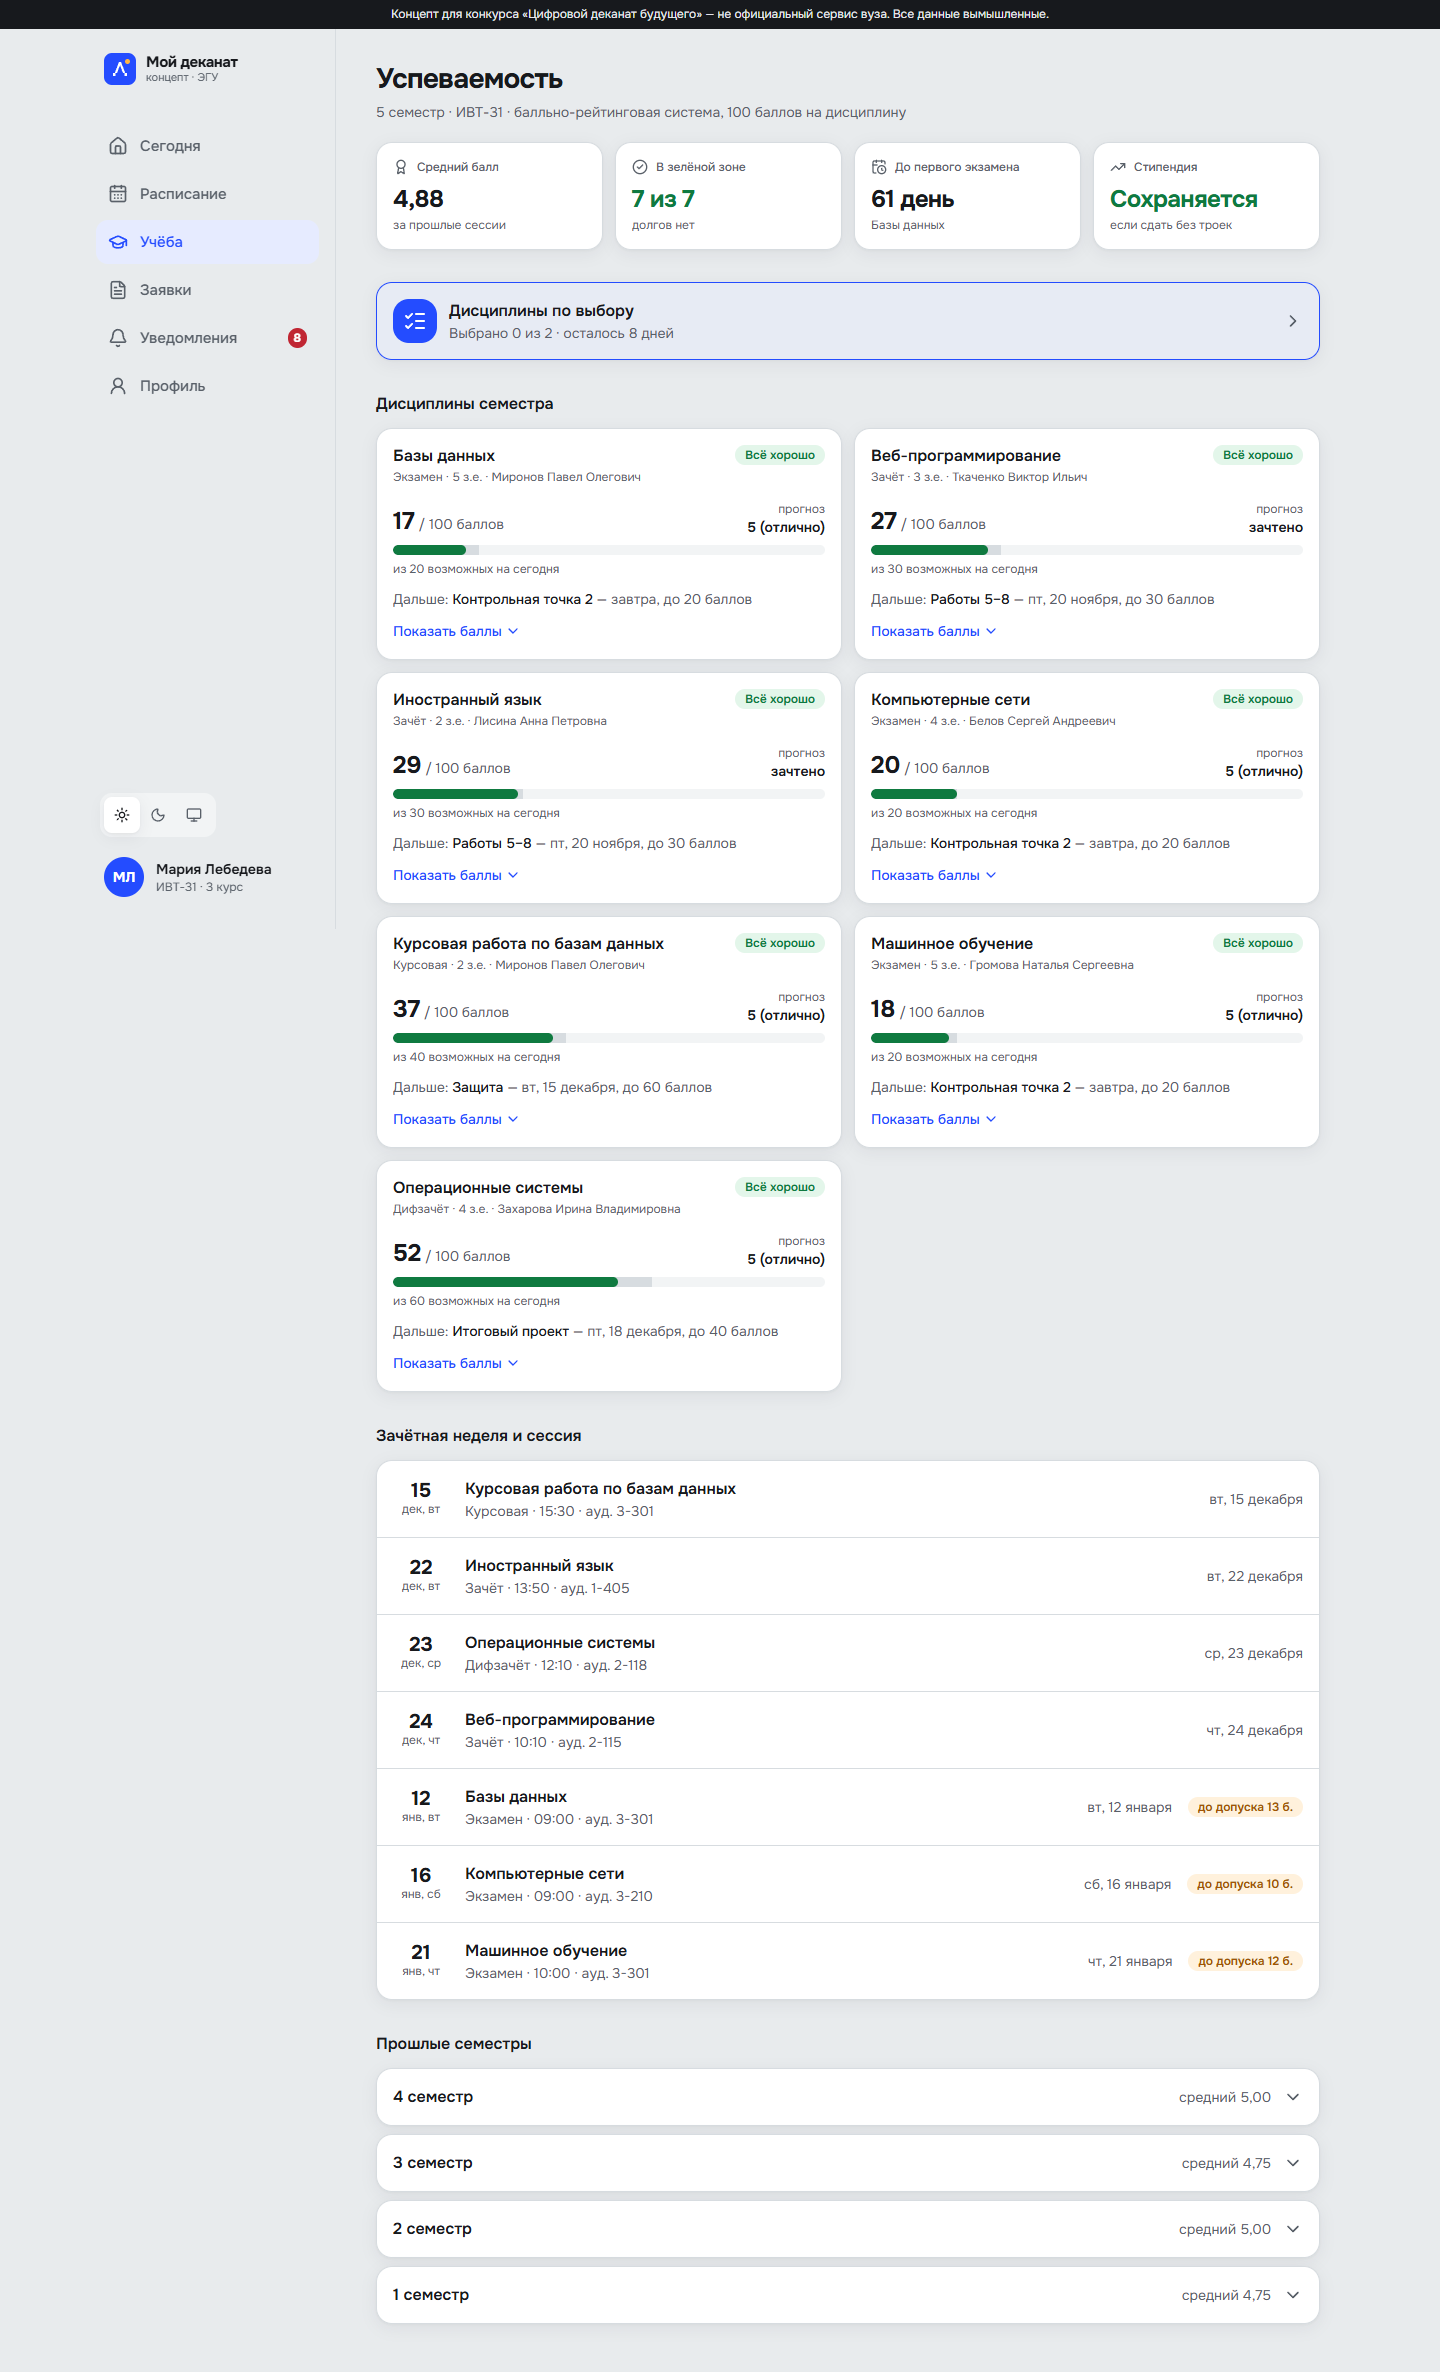 Концепт для конкурса «Цифровой деканат будущего» — не официальный сервис вуза. Все данные вымышленные.
Мой деканат
концепт · ЭГУ
Сегодня
Расписание
Учёба
Заявки
Уведомления 8
Профиль
МЛ
Мария Лебедева
ИВТ-31 · 3 курс
Успеваемость
5 семестр · ИВТ-31 · балльно-рейтинговая система, 100 баллов на дисциплину
Средний балл
4,88
за прошлые сессии
В зелёной зоне
7 из 7
долгов нет
До первого экзамена
61 день
Базы данных
Стипендия
Сохраняется
если сдать без троек
Дисциплины по выбору
Выбрано 0 из 2 · осталось 8 дней
Дисциплины семестра
Базы данных
Всё хорошо
Экзамен · 5 з.е. · Миронов Павел Олегович
17 / 100 баллов
прогноз
5 (отлично)
из 20 возможных на сегодня
Дальше: Контрольная точка 2 — завтра, до 20 баллов
Показать баллы
Веб-программирование
Всё хорошо
Зачёт · 3 з.е. · Ткаченко Виктор Ильич
27 / 100 баллов
прогноз
зачтено
из 30 возможных на сегодня
Дальше: Работы 5–8 — пт, 20 ноября, до 30 баллов
Показать баллы
Иностранный язык
Всё хорошо
Зачёт · 2 з.е. · Лисина Анна Петровна
29 / 100 баллов
прогноз
зачтено
из 30 возможных на сегодня
Дальше: Работы 5–8 — пт, 20 ноября, до 30 баллов
Показать баллы
Компьютерные сети
Всё хорошо
Экзамен · 4 з.е. · Белов Сергей Андреевич
20 / 100 баллов
прогноз
5 (отлично)
из 20 возможных на сегодня
Дальше: Контрольная точка 2 — завтра, до 20 баллов
Показать баллы
Курсовая работа по базам данных
Всё хорошо
Курсовая · 2 з.е. · Миронов Павел Олегович
37 / 100 баллов
прогноз
5 (отлично)
из 40 возможных на сегодня
Дальше: Защита — вт, 15 декабря, до 60 баллов
Показать баллы
Машинное обучение
Всё хорошо
Экзамен · 5 з.е. · Громова Наталья Сергеевна
18 / 100 баллов
прогноз
5 (отлично)
из 20 возможных на сегодня
Дальше: Контрольная точка 2 — завтра, до 20 баллов
Показать баллы
Операционные системы
Всё хорошо
Дифзачёт · 4 з.е. · Захарова Ирина Владимировна
52 / 100 баллов
прогноз
5 (отлично)
из 60 возможных на сегодня
Дальше: Итоговый проект — пт, 18 декабря, до 40 баллов
Показать баллы
Зачётная неделя и сессия
15
дек, вт
Курсовая работа по базам данных
Курсовая · 15:30 · ауд. 3-301
вт, 15 декабря
22
дек, вт
Иностранный язык
Зачёт · 13:50 · ауд. 1-405
вт, 22 декабря
23
дек, ср
Операционные системы
Дифзачёт · 12:10 · ауд. 2-118
ср, 23 декабря
24
дек, чт
Веб-программирование
Зачёт · 10:10 · ауд. 2-115
чт, 24 декабря
12
янв, вт
Базы данных
Экзамен · 09:00 · ауд. 3-301
вт, 12 января
до допуска 13 б.
16
янв, сб
Компьютерные сети
Экзамен · 09:00 · ауд. 3-210
сб, 16 января
до допуска 10 б.
21
янв, чт
Машинное обучение
Экзамен · 10:00 · ауд. 3-301
чт, 21 января
до допуска 12 б.
Прошлые семестры
4 семестр
средний 5,00
3 семестр
средний 4,75
2 семестр
средний 5,00
1 семестр
средний 4,75